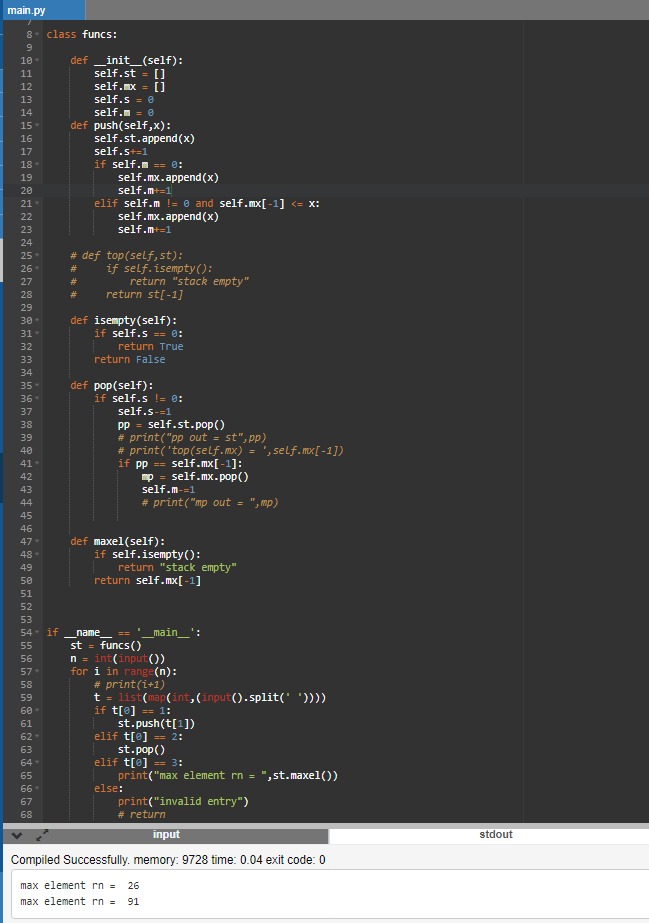 main.py
7
8 class funcs:
9
10     def __init__(self):
11         self.st = []
12         self.mx = []
13         self.s = 0
14         self.m = 0
15     def push(self,x):
16         self.st.append(x)
17         self.s+=1
18         if self.m == 0:
19             self.mx.append(x)
20             self.m+=1
21         elif self.m != 0 and self.mx[-1] <= x:
22             self.mx.append(x)
23             self.m+=1
24
25     # def top(self,st):
26     #     if self.isempty():
27     #         return "stack empty"
28     #     return st[-1]
29
30     def isempty(self):
31         if self.s == 0:
32             return True
33         return False
34
35     def pop(self):
36         if self.s != 0:
37             self.s-=1
38             pp = self.st.pop()
39             # print("pp out = st",pp)
40             # print('top(self.mx) = ',self.mx[-1])
41             if pp == self.mx[-1]:
42                 mp = self.mx.pop()
43                 self.m-=1
44                 # print("mp out = ",mp)
45
46
47     def maxel(self):
48         if self.isempty():
49             return "stack empty"
50         return self.mx[-1]
51
52
53
54 if __name__ == '__main__':
55     st = funcs()
56     n = int(input())
57     for i in range(n):
58         # print(i+1)
59         t = list(map(int,(input().split(' '))))
60         if t[0] == 1:
61             st.push(t[1])
62         elif t[0] == 2:
63             st.pop()
64         elif t[0] == 3:
65             print("max element rn = ",st.maxel())
66         else:
67             print("invalid entry")
68             # return
input stdout
Compiled Successfully. memory: 9728 time: 0.04 exit code: 0
max element rn =  26
max element rn =  91